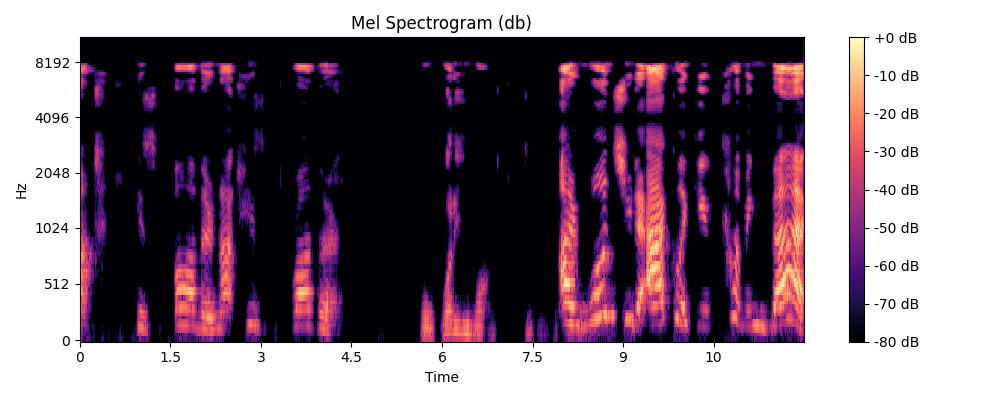 Mel Spectrogram (db)
8192
4096
2048
1024
512
0
Hz
0 1.5 3 4.5 6 7.5 9 10
Time
+0 dB
-10 dB
-20 dB
-30 dB
-40 dB
-50 dB
-60 dB
-70 dB
-80 dB